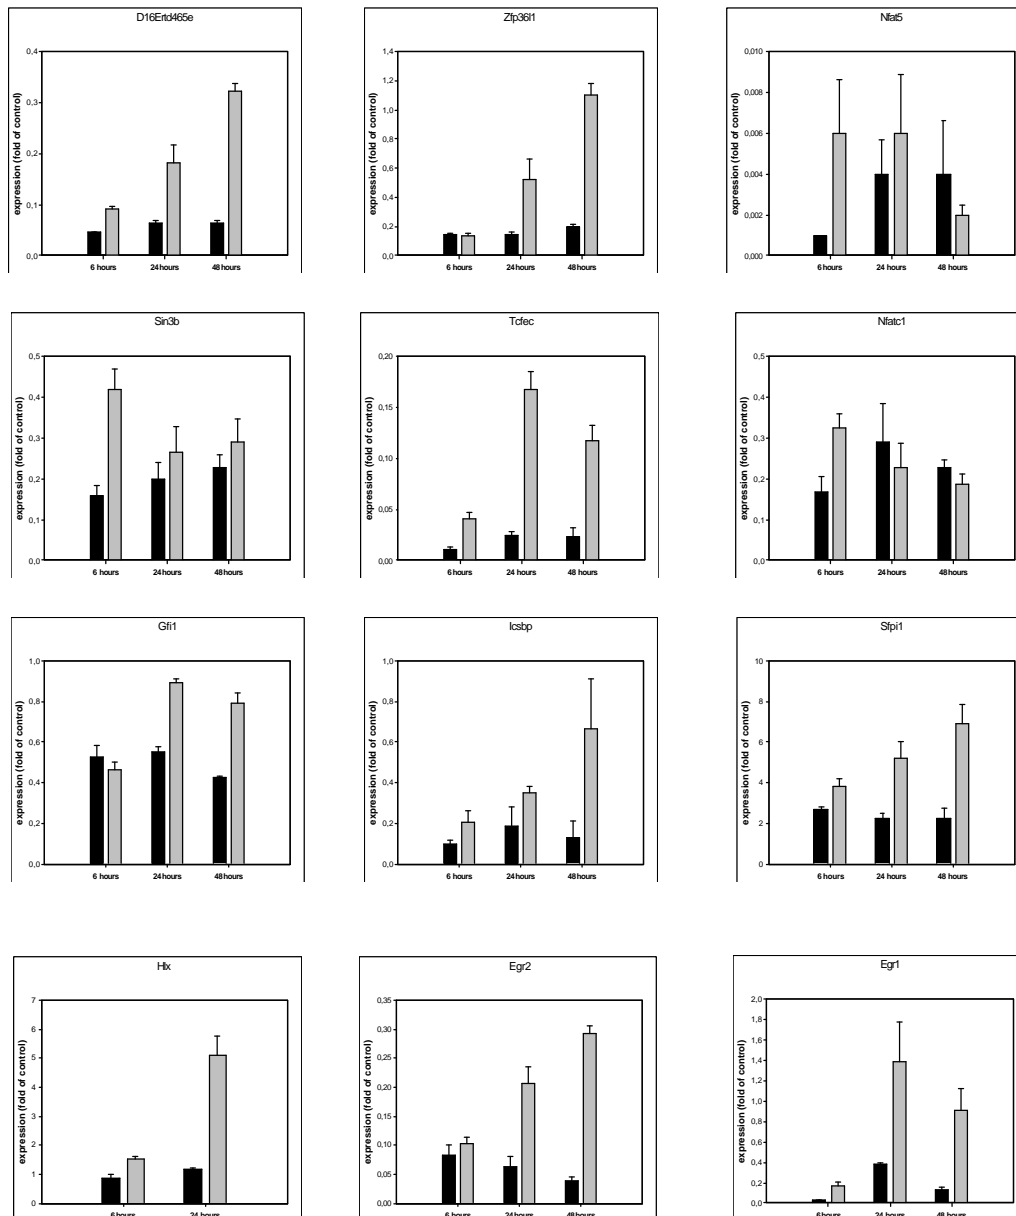 D16Ertd465e
expression (fold of control)
0,4
0,3
0,2
0,1
0,0
6 hours 24 hours 48 hours
Zfp36l1
expression (fold of control)
1,4
1,2
1,0
0,8
0,6
0,4
0,2
0,0
6 hours 24 hours 48 hours
Nfat5
expression (fold of control)
0,010
0,008
0,006
0,004
0,002
0,000
6 hours 24 hours 48 hours
Sin3b
expression (fold of control)
0,5
0,4
0,3
0,2
0,1
0,0
6 hours 24 hours 48 hours
Tcfec
expression (fold of control)
0,20
0,15
0,10
0,05
0,00
6 hours 24 hours 48 hours
Nfatc1
expression (fold of control)
0,5
0,4
0,3
0,2
0,1
0,0
6 hours 24 hours 48 hours
Gfi1
expression (fold of control)
1,0
0,8
0,6
0,4
0,2
0,0
6 hours 24 hours 48 hours
Icsbp
expression (fold of control)
1,0
0,8
0,6
0,4
0,2
0,0
6 hours 24 hours 48 hours
Sfpi1
expression (fold of control)
10
8
6
4
2
0
6 hours 24 hours 48 hours
Hlx
expression (fold of control)
7
6
5
4
3
2
1
0
6 hours 24 hours
Egr2
expression (fold of control)
0,35
0,30
0,25
0,20
0,15
0,10
0,05
0,00
6 hours 24 hours 48 hours
Egr1
expression (fold of control)
2,0
1,8
1,6
1,4
1,2
1,0
0,8
0,6
0,4
0,2
0,0
6 hours 24 hours 48 hours